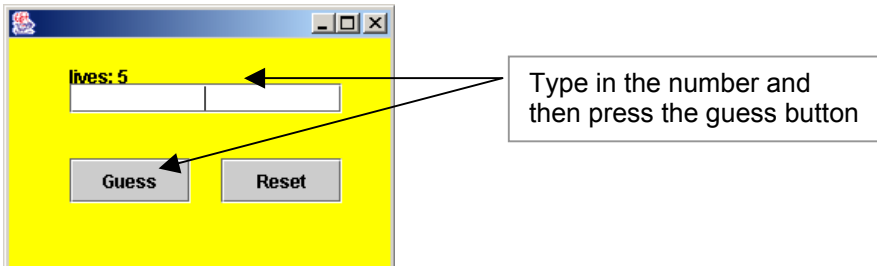 lives: 5
Guess
Reset
Type in the number and
then press the guess button